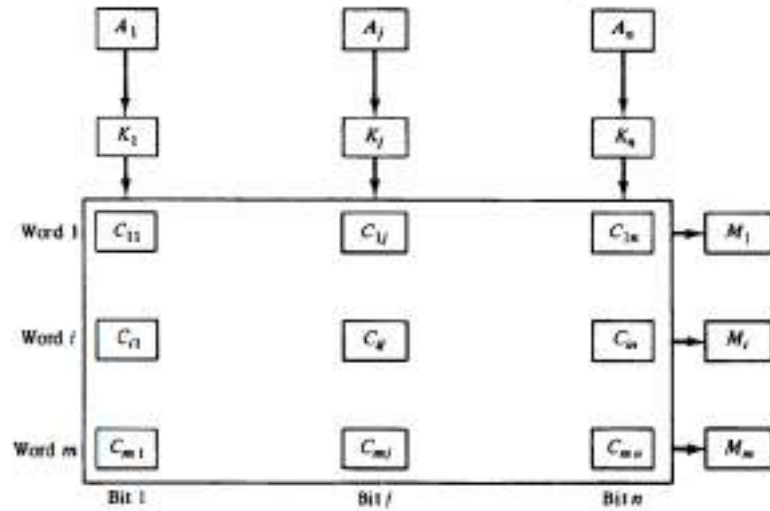 A₁ Aⱼ Aₙ
K₁ Kⱼ Kₙ
Word 1 C₁₁ C₁ⱼ C₁ₙ M₁
Word i Cᵢ₁ Cᵢⱼ Cᵢₙ Mᵢ
Word m Cₘ₁ Cₘⱼ Cₘₙ Mₘ
Bit 1 Bit j Bit n